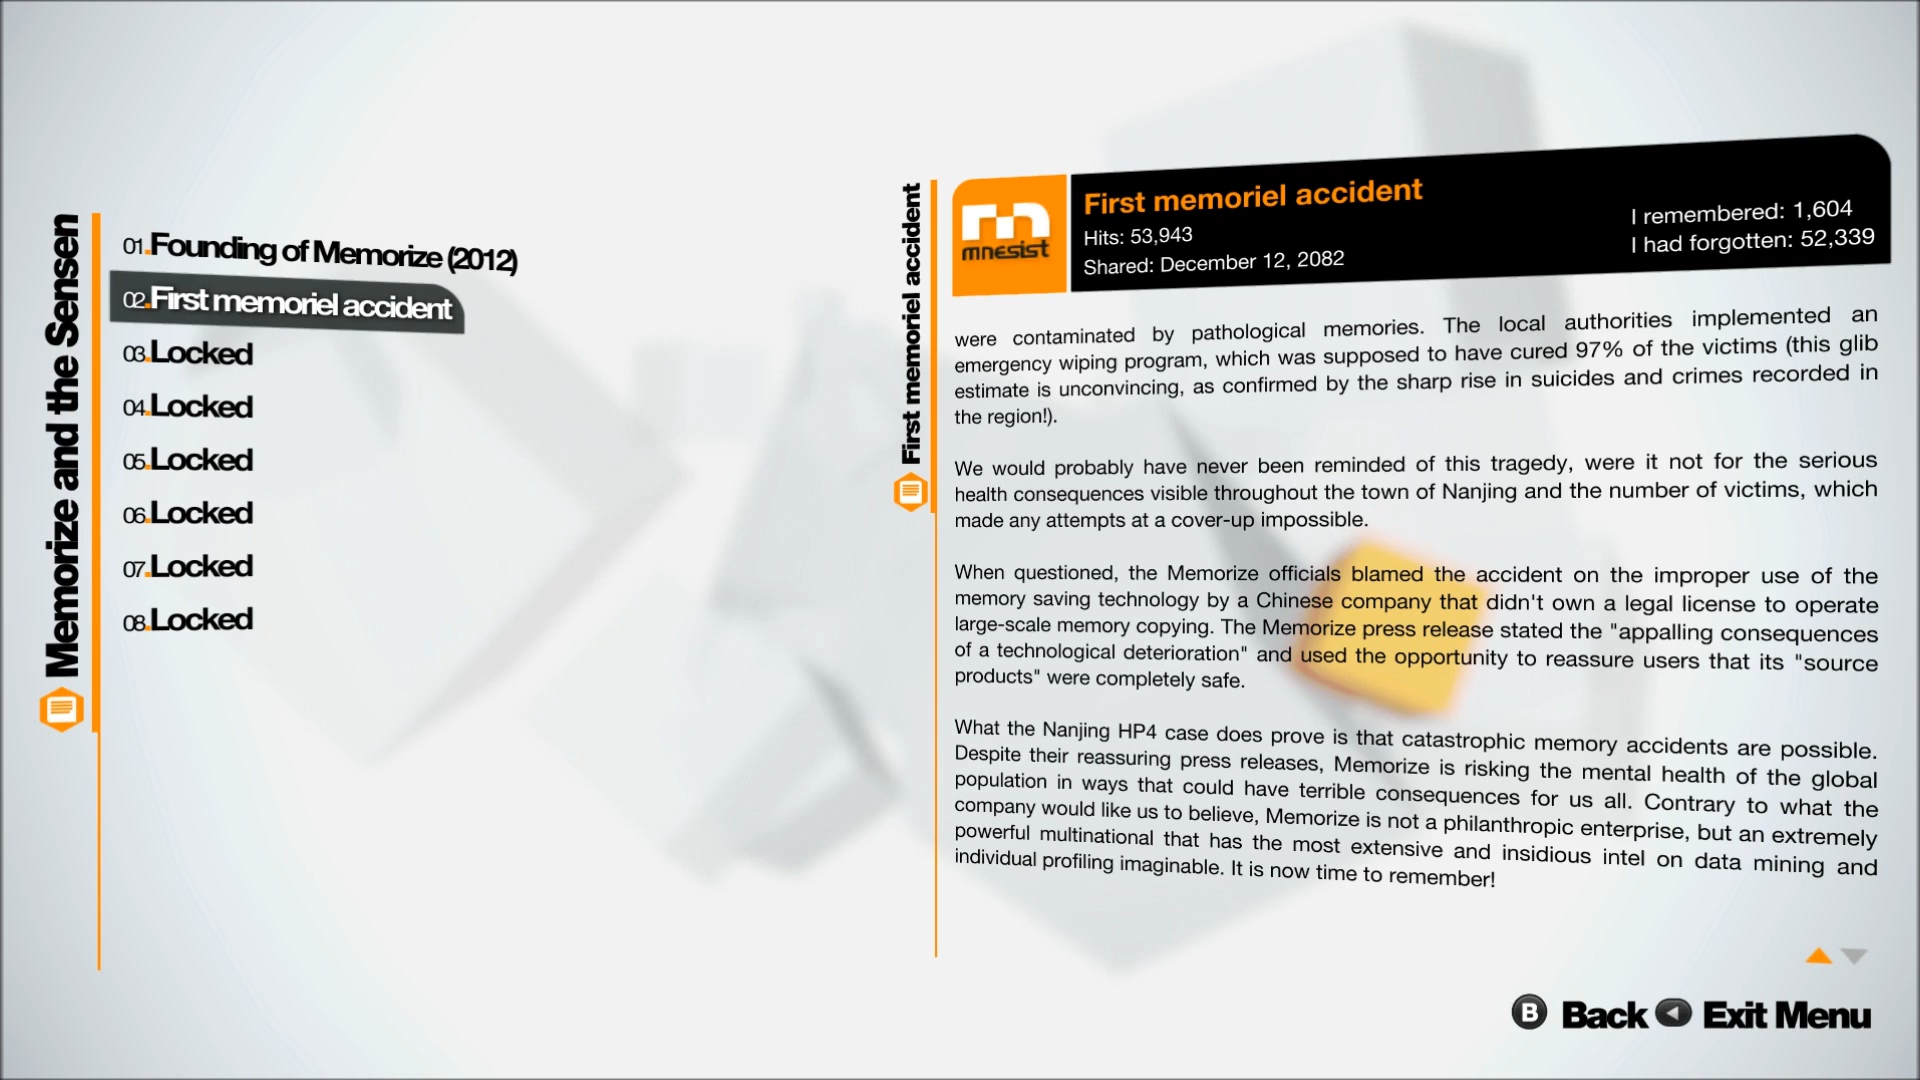 Memorize and the Sensen
01.Founding of Memorize (2012)
02.First memoriel accident
03.Locked
04.Locked
05.Locked
06.Locked
07.Locked
08.Locked
First memoriel accident
mnesist
First memoriel accident
Hits: 53,943
Shared: December 12, 2082
I remembered: 1,604
I had forgotten: 52,339
were contaminated by pathological memories. The local authorities implemented an
emergency wiping program, which was supposed to have cured 97% of the victims (this glib
estimate is unconvincing, as confirmed by the sharp rise in suicides and crimes recorded in
the region!).
We would probably have never been reminded of this tragedy, were it not for the serious
health consequences visible throughout the town of Nanjing and the number of victims, which
made any attempts at a cover-up impossible.
When questioned, the Memorize officials blamed the accident on the improper use of the
memory saving technology by a Chinese company that didn't own a legal license to operate
large-scale memory copying. The Memorize press release stated the "appalling consequences
of a technological deterioration" and used the opportunity to reassure users that its "source
products" were completely safe.
What the Nanjing HP4 case does prove is that catastrophic memory accidents are possible.
Despite their reassuring press releases, Memorize is risking the mental health of the global
population in ways that could have terrible consequences for us all. Contrary to what the
company would like us to believe, Memorize is not a philanthropic enterprise, but an extremely
powerful multinational that has the most extensive and insidious intel on data mining and
individual profiling imaginable. It is now time to remember!
B Back Exit Menu